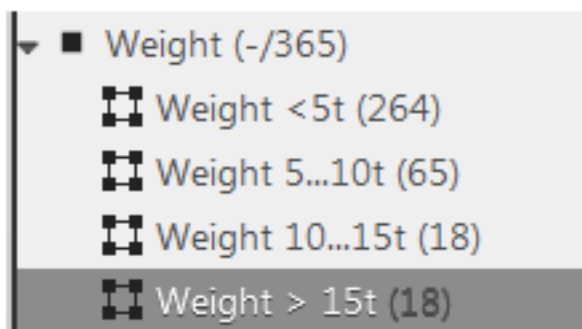 Weight (-/365)
Weight <5t (264)
Weight 5...10t (65)
Weight 10...15t (18)
Weight > 15t (18)